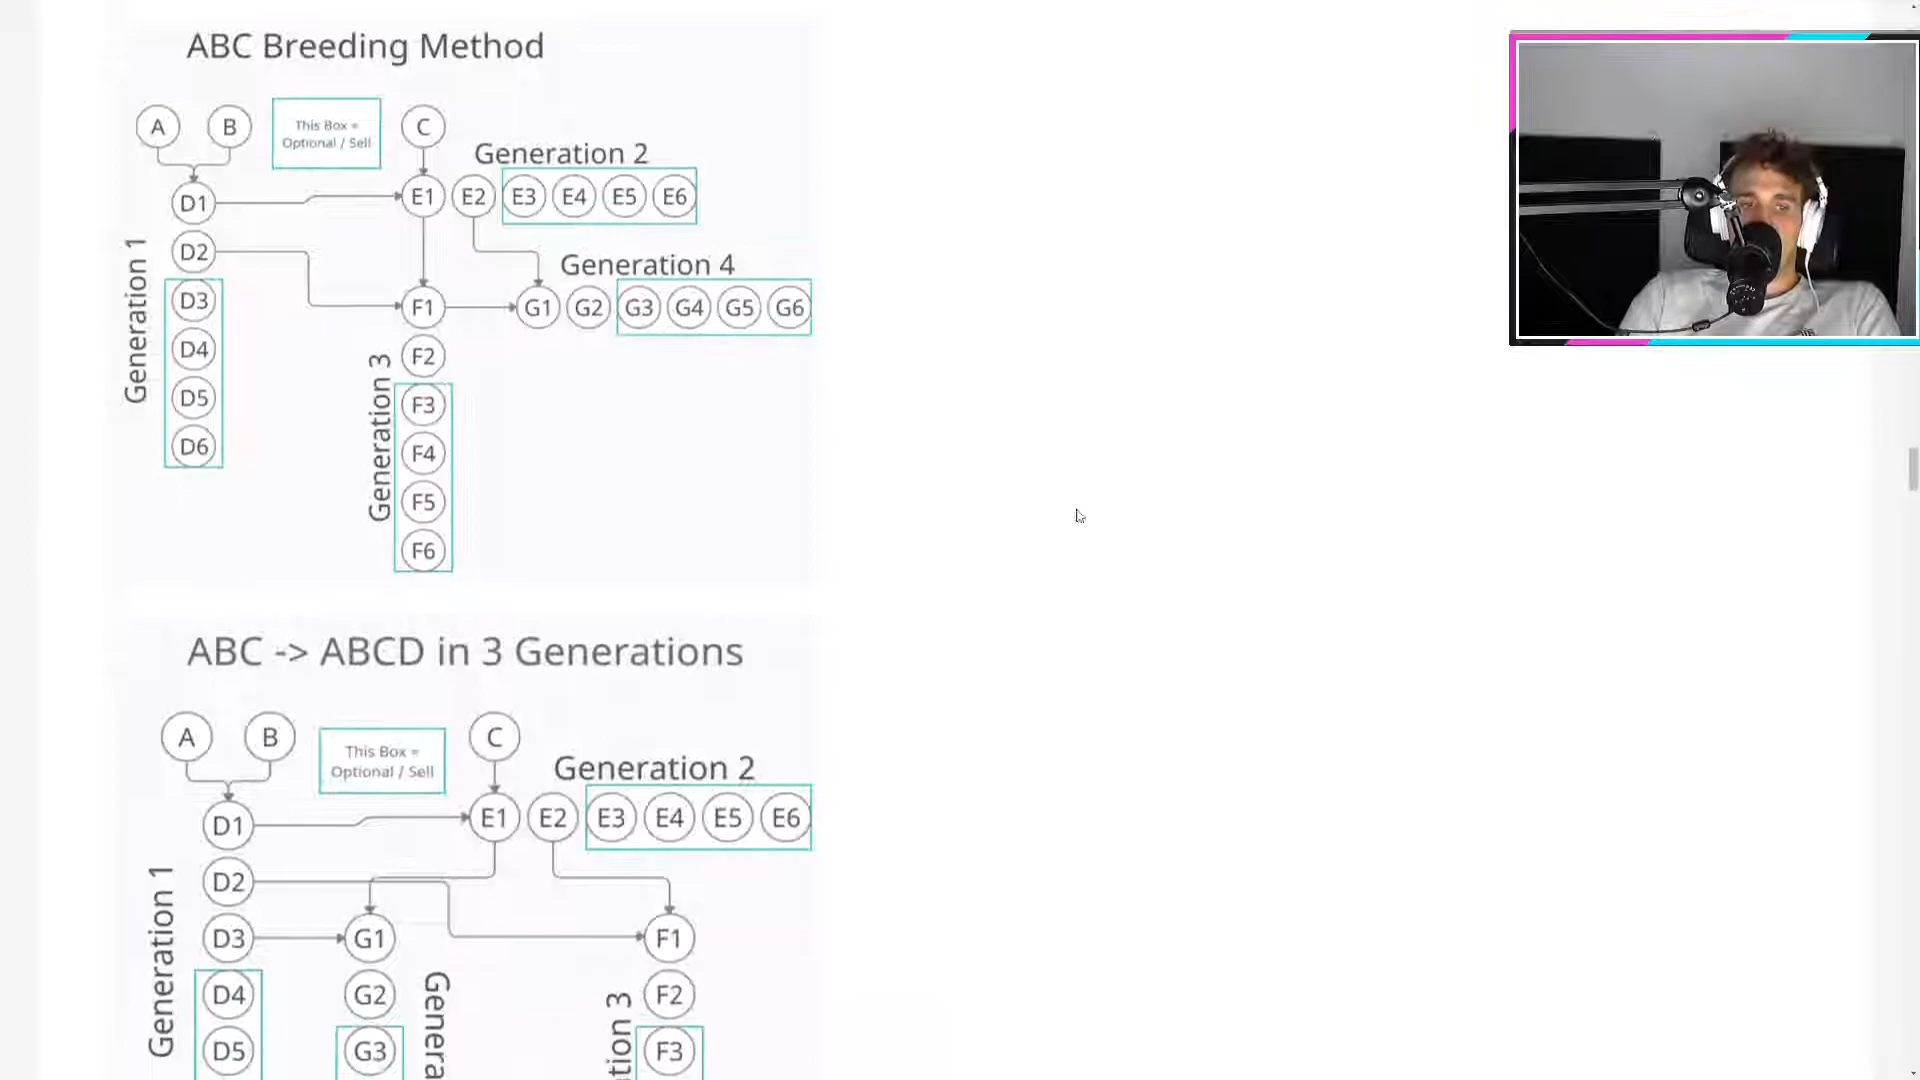 ABC Breeding Method
A
B
This Box =
Optional / Sell
C
Generation 2
D1
E1 E2 E3 E4 E5 E6
Generation 1
D2
Generation 4
D3
F1 G1 G2 G3 G4 G5 G6
D4
Generation 3
F2
D5
F3
D6
F4
F5
F6
ABC -> ABCD in 3 Generations
A
B
This Box =
Optional / Sell
C
Generation 2
D1
E1 E2 E3 E4 E5 E6
Generation 1
D2
D3
G1
F1
D4
G2
Genera
tion 3
F2
D5
G3
F3